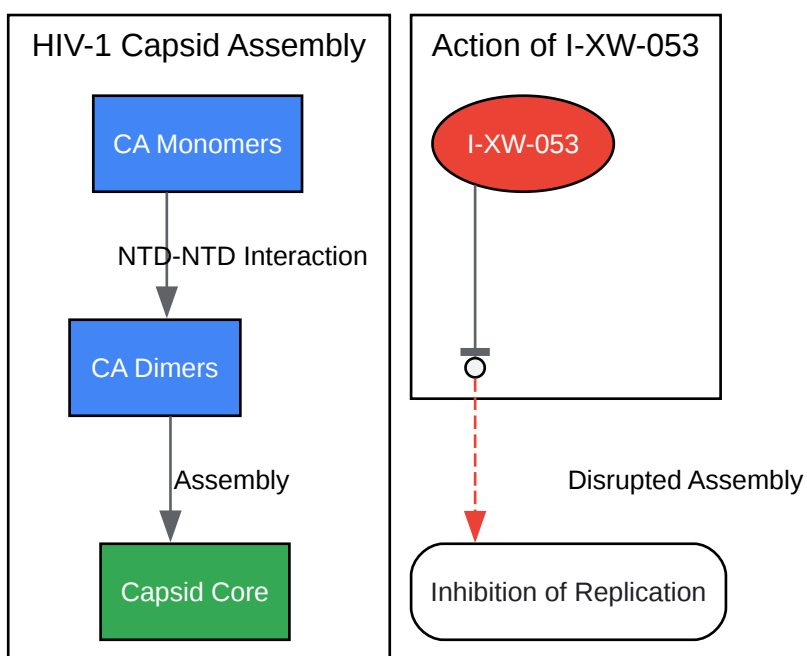 HIV-1 Capsid Assembly
CA Monomers
NTD-NTD Interaction
CA Dimers
Assembly
Capsid Core
Action of I-XW-053
I-XW-053
Disrupted Assembly
Inhibition of Replication